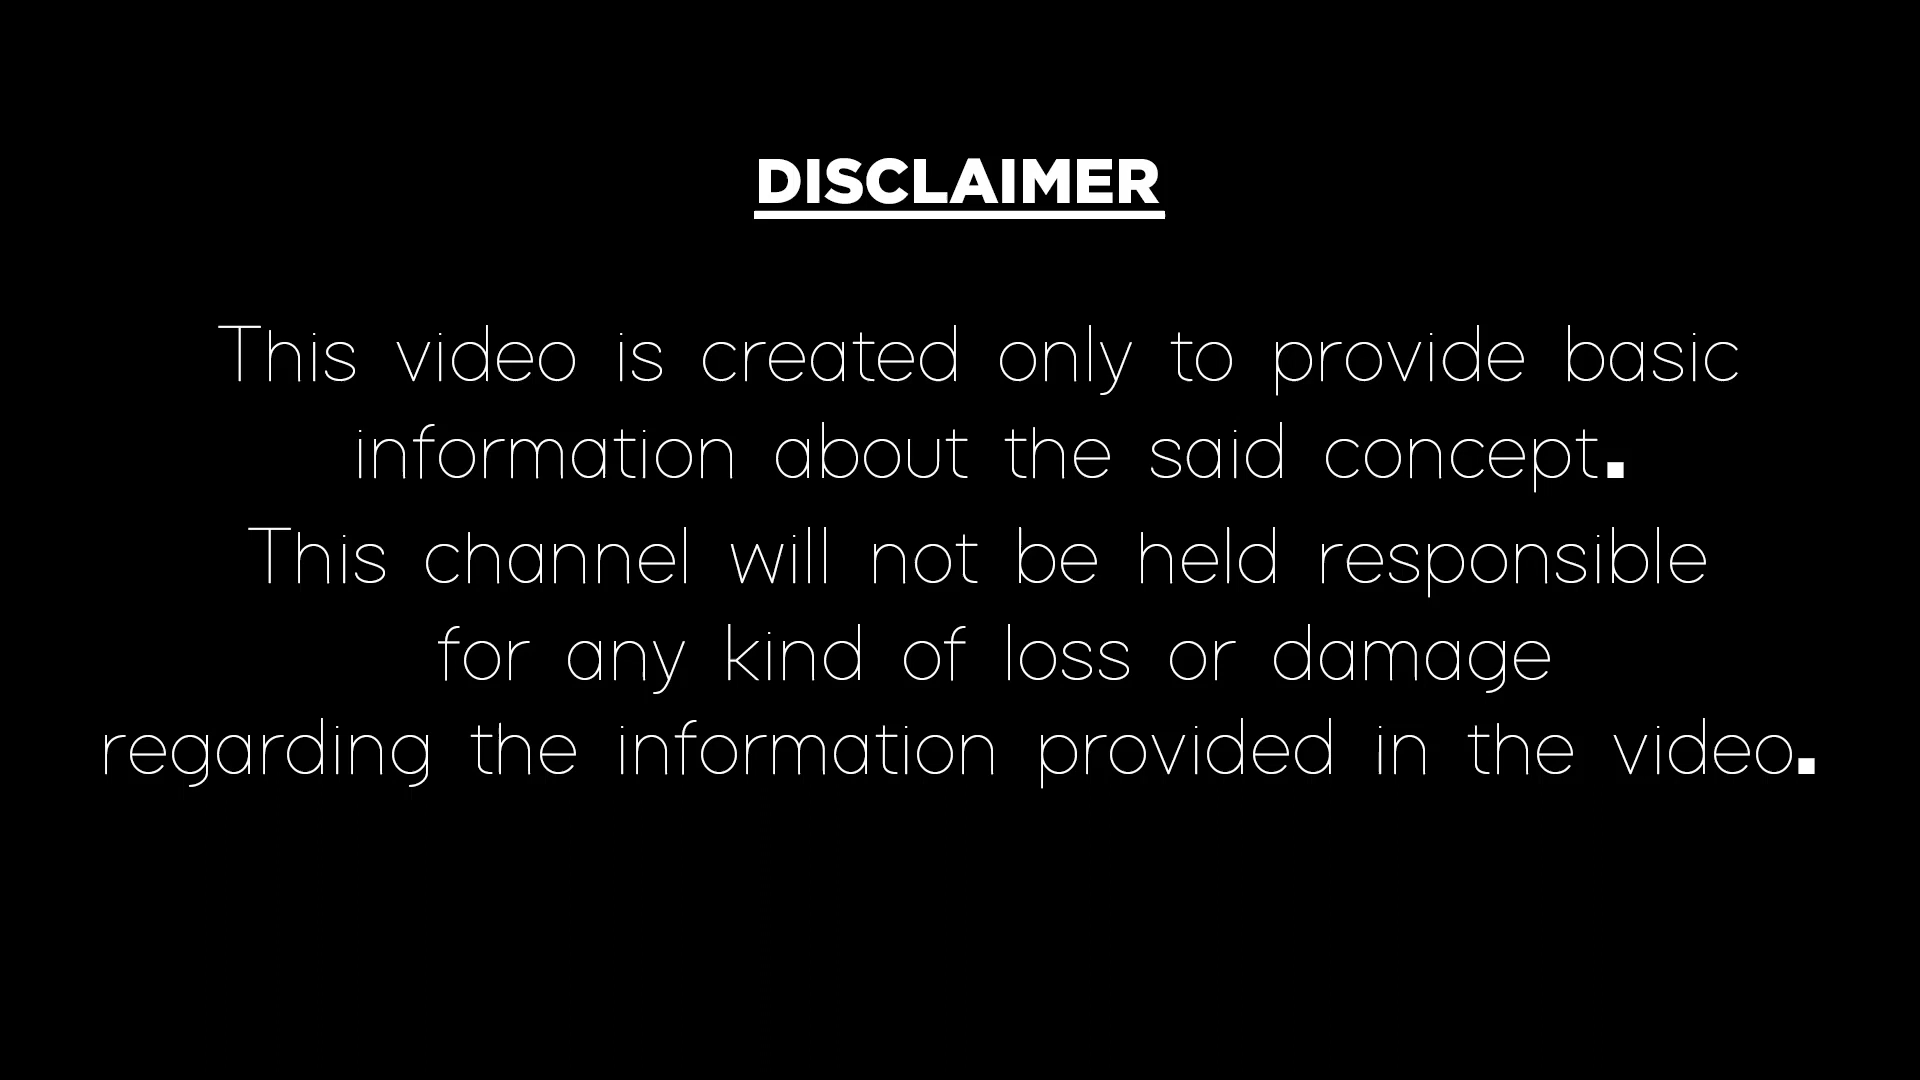 DISCLAIMER
This video is created only to provide basic
information about the said concept.
This channel will not be held responsible
for any kind of loss or damage
regarding the information provided in the video.